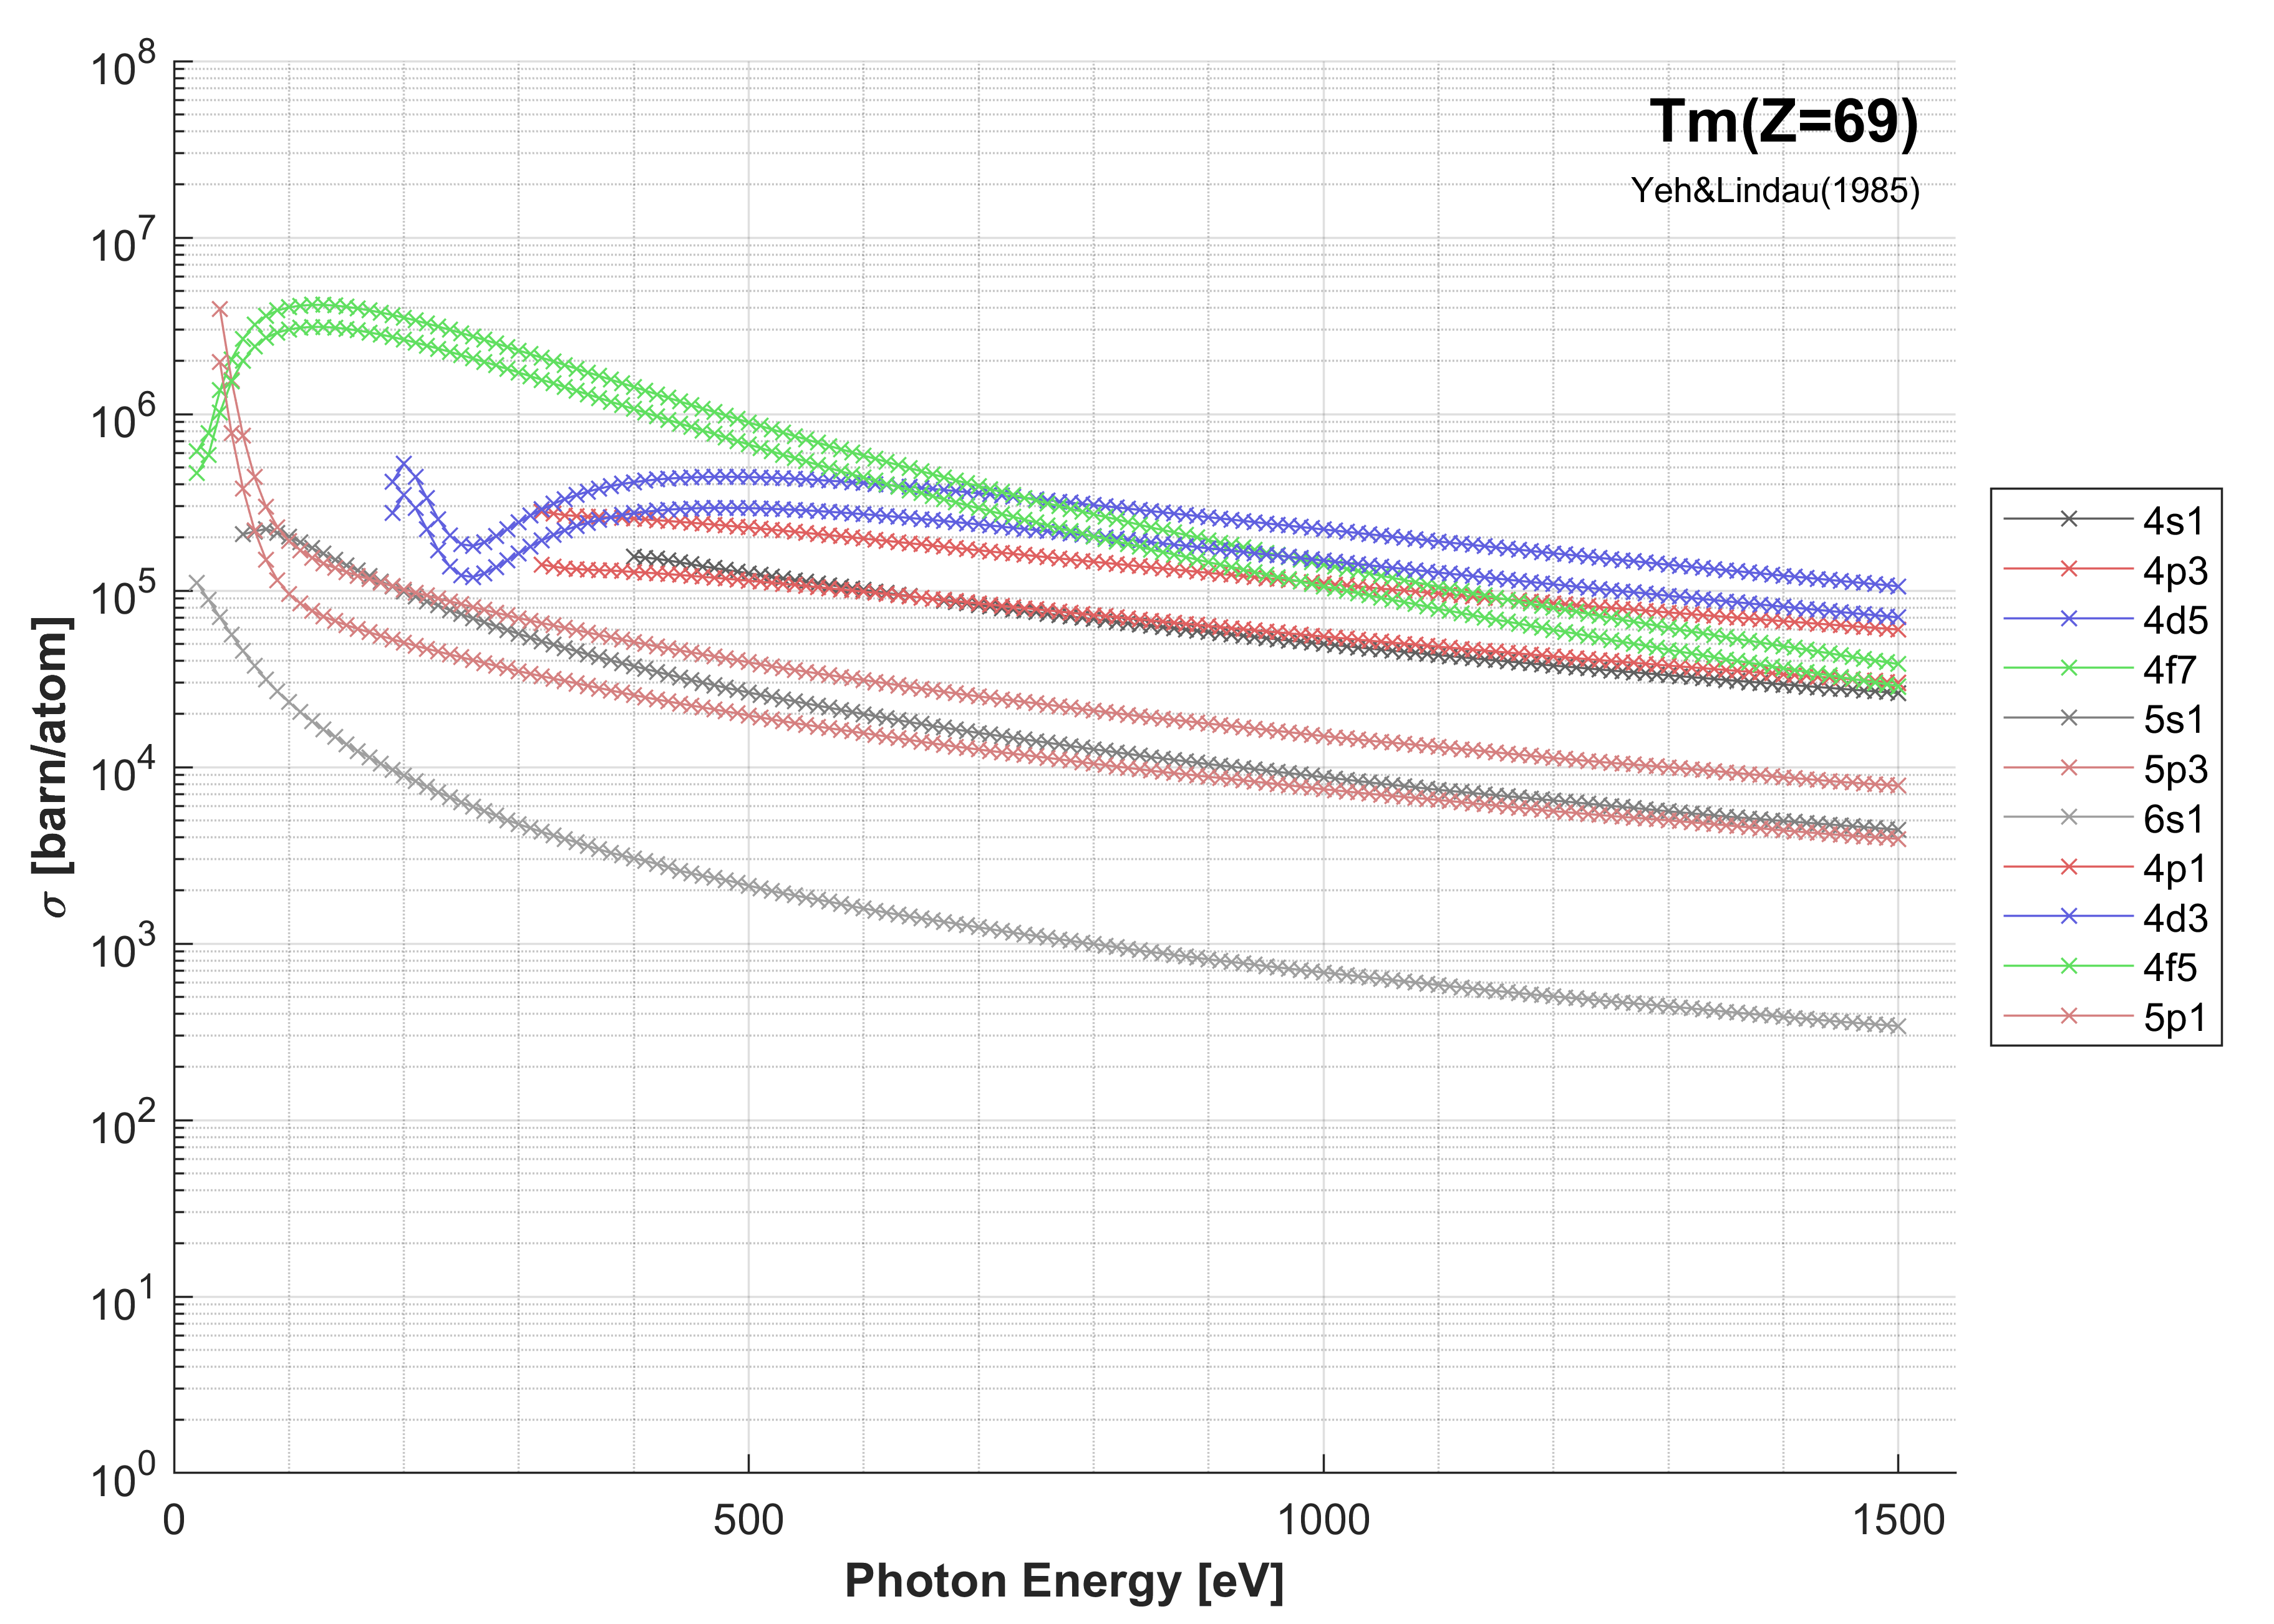 Tm(Z=69)
Yeh&Lindau(1985)
10^8
10^7
10^6
10^5
10^4
10^3
10^2
10^1
10^0
σ [barn/atom]
0 500 1000 1500
Photon Energy [eV]
4s1
4p3
4d5
4f7
5s1
5p3
6s1
4p1
4d3
4f5
5p1